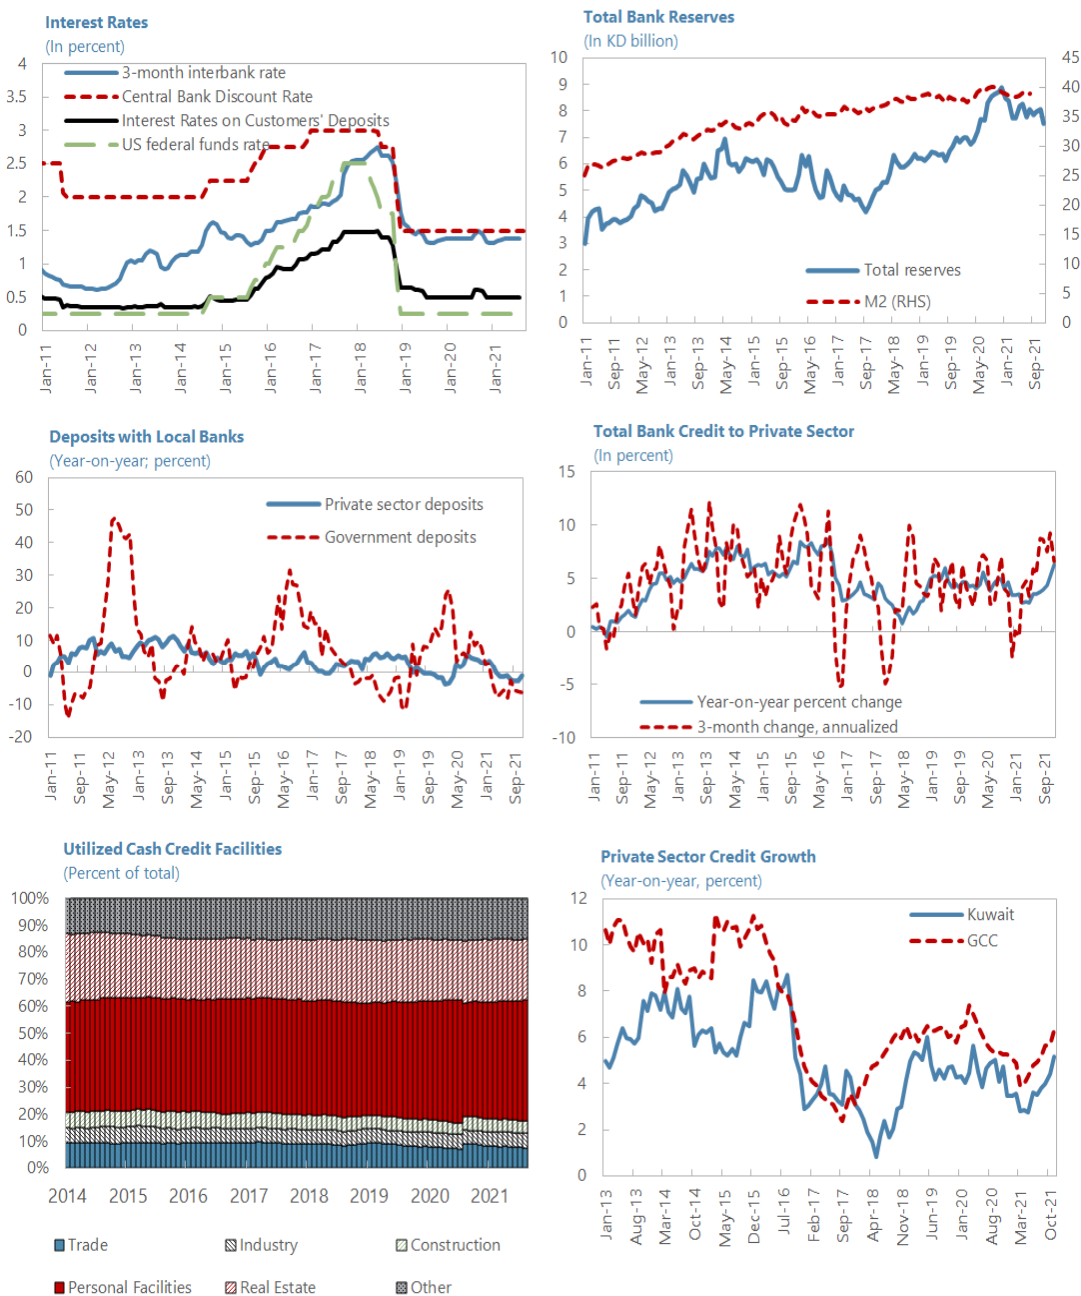 Interest Rates
(In percent)
4
3.5
3
2.5
2
1.5
1
0.5
0
3-month interbank rate
Central Bank Discount Rate
Interest Rates on Customers' Deposits
US federal funds rate
Jan-11
Jan-12
Jan-13
Jan-14
Jan-15
Jan-16
Jan-17
Jan-18
Jan-19
Jan-20
Jan-21
Total Bank Reserves
(In KD billion)
10
9
8
7
6
5
4
3
2
1
0
45
40
35
30
25
20
15
10
5
0
Total reserves
M2 (RHS)
Jan-11
Sep-11
May-12
Jan-13
Sep-13
May-14
Jan-15
Sep-15
May-16
Jan-17
Sep-17
May-18
Jan-19
Sep-19
May-20
Jan-21
Sep-21
Deposits with Local Banks
(Year-on-year; percent)
60
50
40
30
20
10
0
-10
-20
Private sector deposits
Government deposits
Jan-11
Sep-11
May-12
Jan-13
Sep-13
May-14
Jan-15
Sep-15
May-16
Jan-17
Sep-17
May-18
Jan-19
Sep-19
May-20
Jan-21
Sep-21
Total Bank Credit to Private Sector
(In percent)
15
10
5
0
-5
-10
Year-on-year percent change
3-month change, annualized
Jan-11
Sep-11
May-12
Jan-13
Sep-13
May-14
Jan-15
Sep-15
May-16
Jan-17
Sep-17
May-18
Jan-19
Sep-19
May-20
Jan-21
Sep-21
Utilized Cash Credit Facilities
(Percent of total)
100%
90%
80%
70%
60%
50%
40%
30%
20%
10%
0%
2014 2015 2016 2017 2018 2019 2020 2021
Trade Industry Construction
Personal Facilities Real Estate Other
Private Sector Credit Growth
(Year-on-year, percent)
12
10
8
6
4
2
0
Kuwait
GCC
Jan-13
Aug-13
Mar-14
Oct-14
May-15
Dec-15
Jul-16
Feb-17
Sep-17
Apr-18
Nov-18
Jun-19
Jan-20
Aug-20
Mar-21
Oct-21